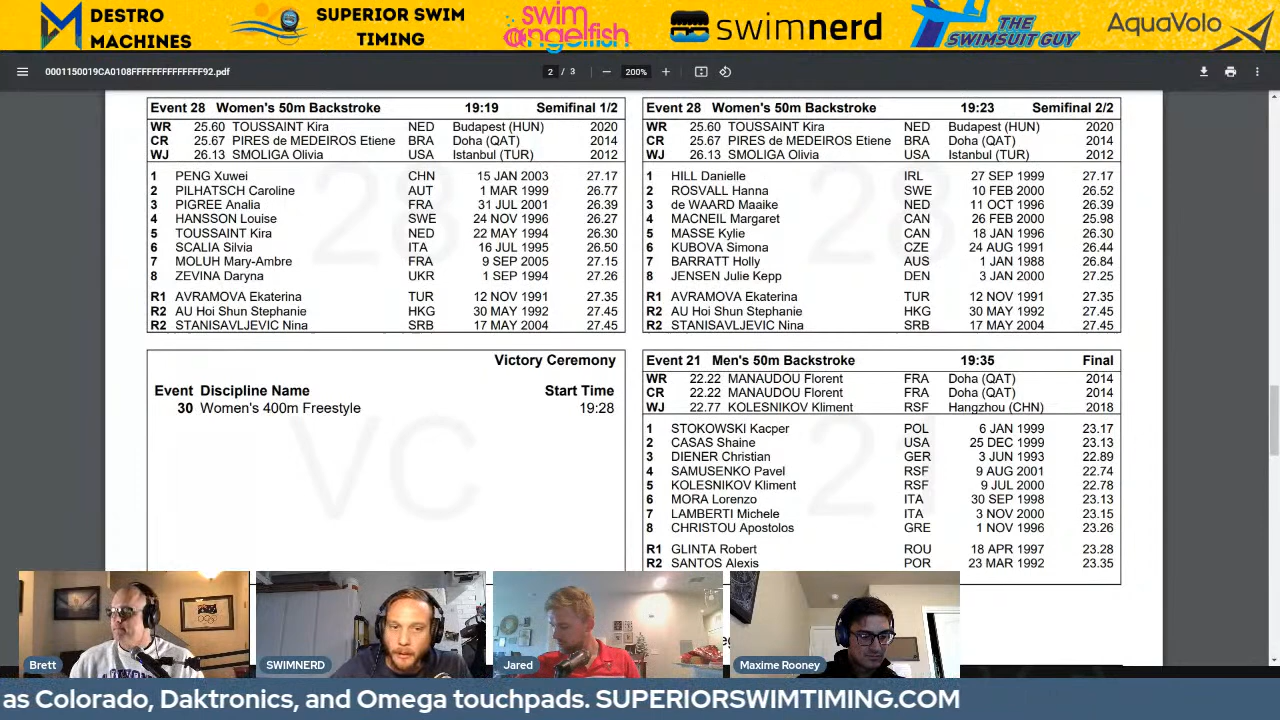 DESTRO
MACHINES
SUPERIOR SWIM
TIMING
swim
angelfish
swimnerd
THE
SWIMSUIT GUY
AquaVolo
0001150019CA0108FFFFFFFFFFFFFF92.pdf
2 / 3
200%
Event 28 Women's 50m Backstroke 19:19 Semifinal 1/2
WR 25.60 TOUSSAINT Kira NED Budapest (HUN) 2020
CR 25.67 PIRES de MEDEIROS Etiene BRA Doha (QAT) 2014
WJ 26.13 SMOLIGA Olivia USA Istanbul (TUR) 2012
1 PENG Xuwei CHN 15 JAN 2003 27.17
2 PILHATSCH Caroline AUT 1 MAR 1999 26.77
3 PIGREE Analia FRA 31 JUL 2001 26.39
4 HANSSON Louise SWE 24 NOV 1996 26.27
5 TOUSSAINT Kira NED 22 MAY 1994 26.30
6 SCALIA Silvia ITA 16 JUL 1995 26.50
7 MOLUH Mary-Ambre FRA 9 SEP 2005 27.15
8 ZEVINA Daryna UKR 1 SEP 1994 27.26
R1 AVRAMOVA Ekaterina TUR 12 NOV 1991 27.35
R2 AU Hoi Shun Stephanie HKG 30 MAY 1992 27.45
R2 STANISAVLJEVIC Nina SRB 17 MAY 2004 27.45
28
Event 28 Women's 50m Backstroke 19:23 Semifinal 2/2
WR 25.60 TOUSSAINT Kira NED Budapest (HUN) 2020
CR 25.67 PIRES de MEDEIROS Etiene BRA Doha (QAT) 2014
WJ 26.13 SMOLIGA Olivia USA Istanbul (TUR) 2012
1 HILL Danielle IRL 27 SEP 1999 27.17
2 ROSVALL Hanna SWE 10 FEB 2000 26.52
3 de WAARD Maaike NED 11 OCT 1996 26.39
4 MACNEIL Margaret CAN 26 FEB 2000 25.98
5 MASSE Kylie CAN 18 JAN 1996 26.30
6 KUBOVA Simona CZE 24 AUG 1991 26.44
7 BARRATT Holly AUS 1 JAN 1988 26.84
8 JENSEN Julie Kepp DEN 3 JAN 2000 27.25
R1 AVRAMOVA Ekaterina TUR 12 NOV 1991 27.35
R2 AU Hoi Shun Stephanie HKG 30 MAY 1992 27.45
R2 STANISAVLJEVIC Nina SRB 17 MAY 2004 27.45
28
Victory Ceremony
Event Discipline Name Start Time
30 Women's 400m Freestyle 19:28
VC
Event 21 Men's 50m Backstroke 19:35 Final
WR 22.22 MANAUDOU Florent FRA Doha (QAT) 2014
CR 22.22 MANAUDOU Florent FRA Doha (QAT) 2014
WJ 22.77 KOLESNIKOV Kliment RSF Hangzhou (CHN) 2018
1 STOKOWSKI Kacper POL 6 JAN 1999 23.17
2 CASAS Shaine USA 25 DEC 1999 23.13
3 DIENER Christian GER 3 JUN 1993 22.89
4 SAMUSENKO Pavel RSF 9 AUG 2001 22.74
5 KOLESNIKOV Kliment RSF 9 JUL 2000 22.78
6 MORA Lorenzo ITA 30 SEP 1998 23.13
7 LAMBERTI Michele ITA 3 NOV 2000 23.15
8 CHRISTOU Apostolos GRE 1 NOV 1996 23.26
R1 GLINTA Robert ROU 18 APR 1997 23.28
R2 SANTOS Alexis POR 23 MAR 1992 23.35
21
Brett
SWIMNERD
Jared
Maxime Rooney
as Colorado, Daktronics, and Omega touchpads. SUPERIORSWIMTIMING.COM